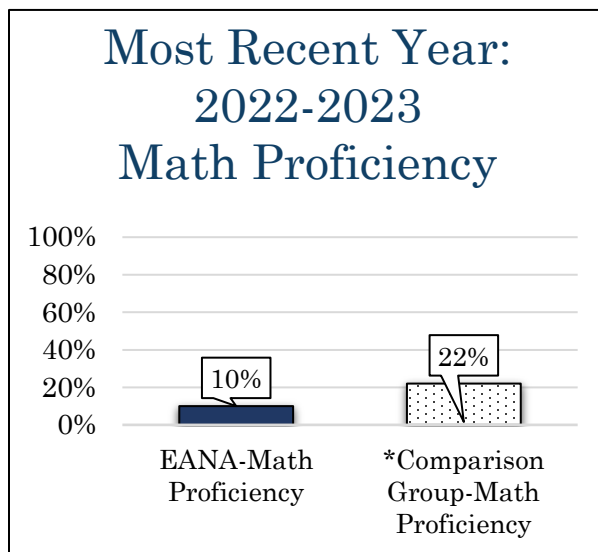 Most Recent Year:
2022-2023
Math Proficiency
100%
80%
60%
40%
20%
0%
10%
22%
EANA-Math
Proficiency
*Comparison
Group-Math
Proficiency